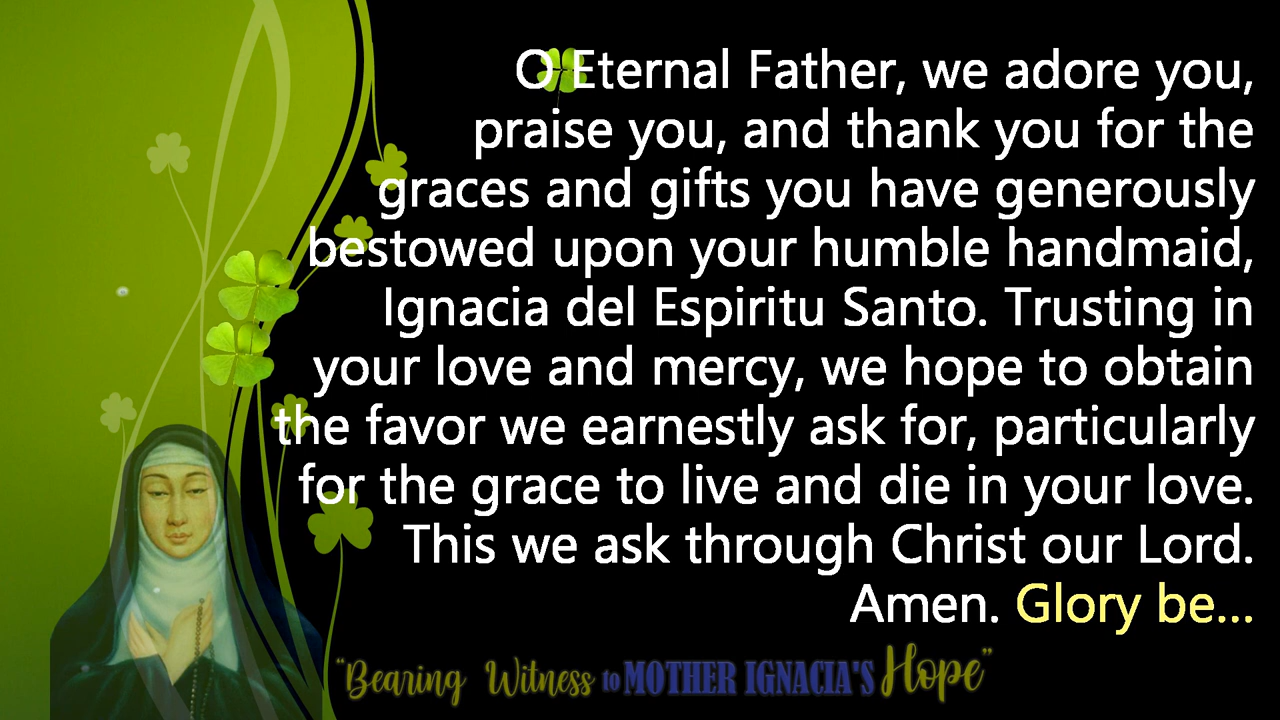 O Eternal Father, we adore you,
praise you, and thank you for the
graces and gifts you have generously
bestowed upon your humble handmaid,
Ignacia del Espiritu Santo. Trusting in
your love and mercy, we hope to obtain
the favor we earnestly ask for, particularly
for the grace to live and die in your love.
This we ask through Christ our Lord.
Amen. Glory be...
"Bearing Witness to MOTHER IGNACIA'S Hope"